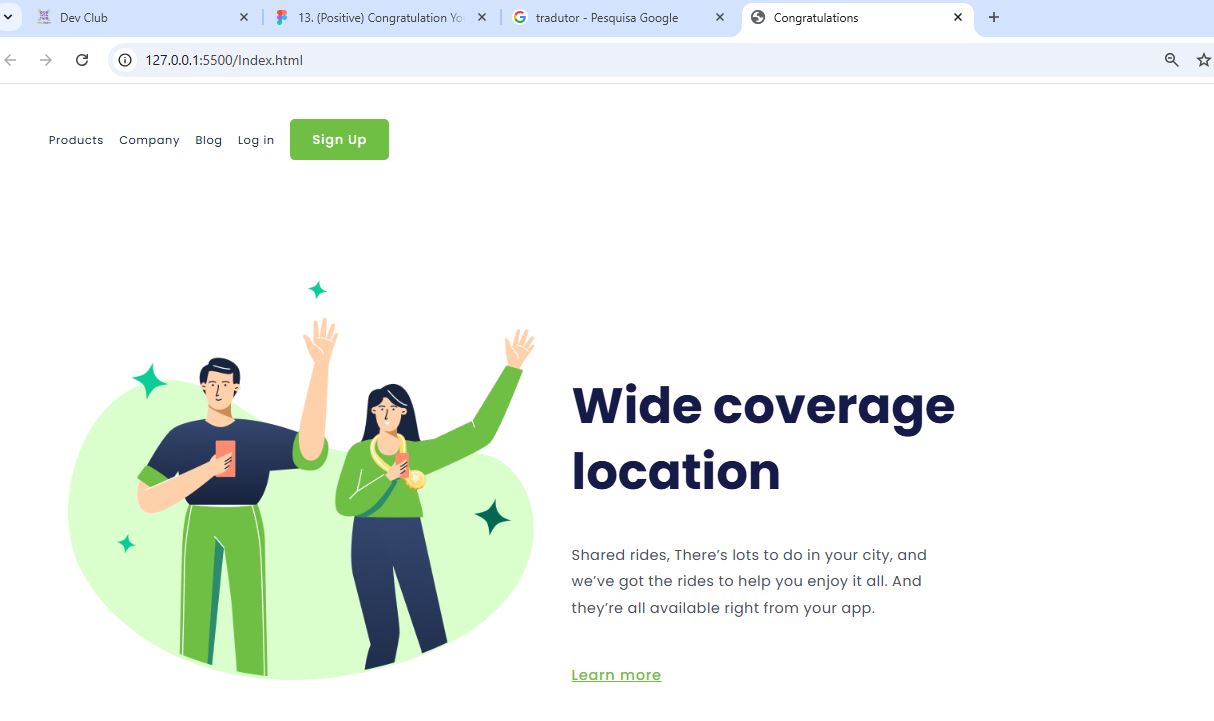 Dev Club
13. (Positive) Congratulation Yo
tradutor - Pesquisa Google
Congratulations
127.0.0.1:5500/Index.html
Products Company Blog Log in Sign Up
Wide coverage
location
Shared rides, There’s lots to do in your city, and
we’ve got the rides to help you enjoy it all. And
they’re all available right from your app.
Learn more